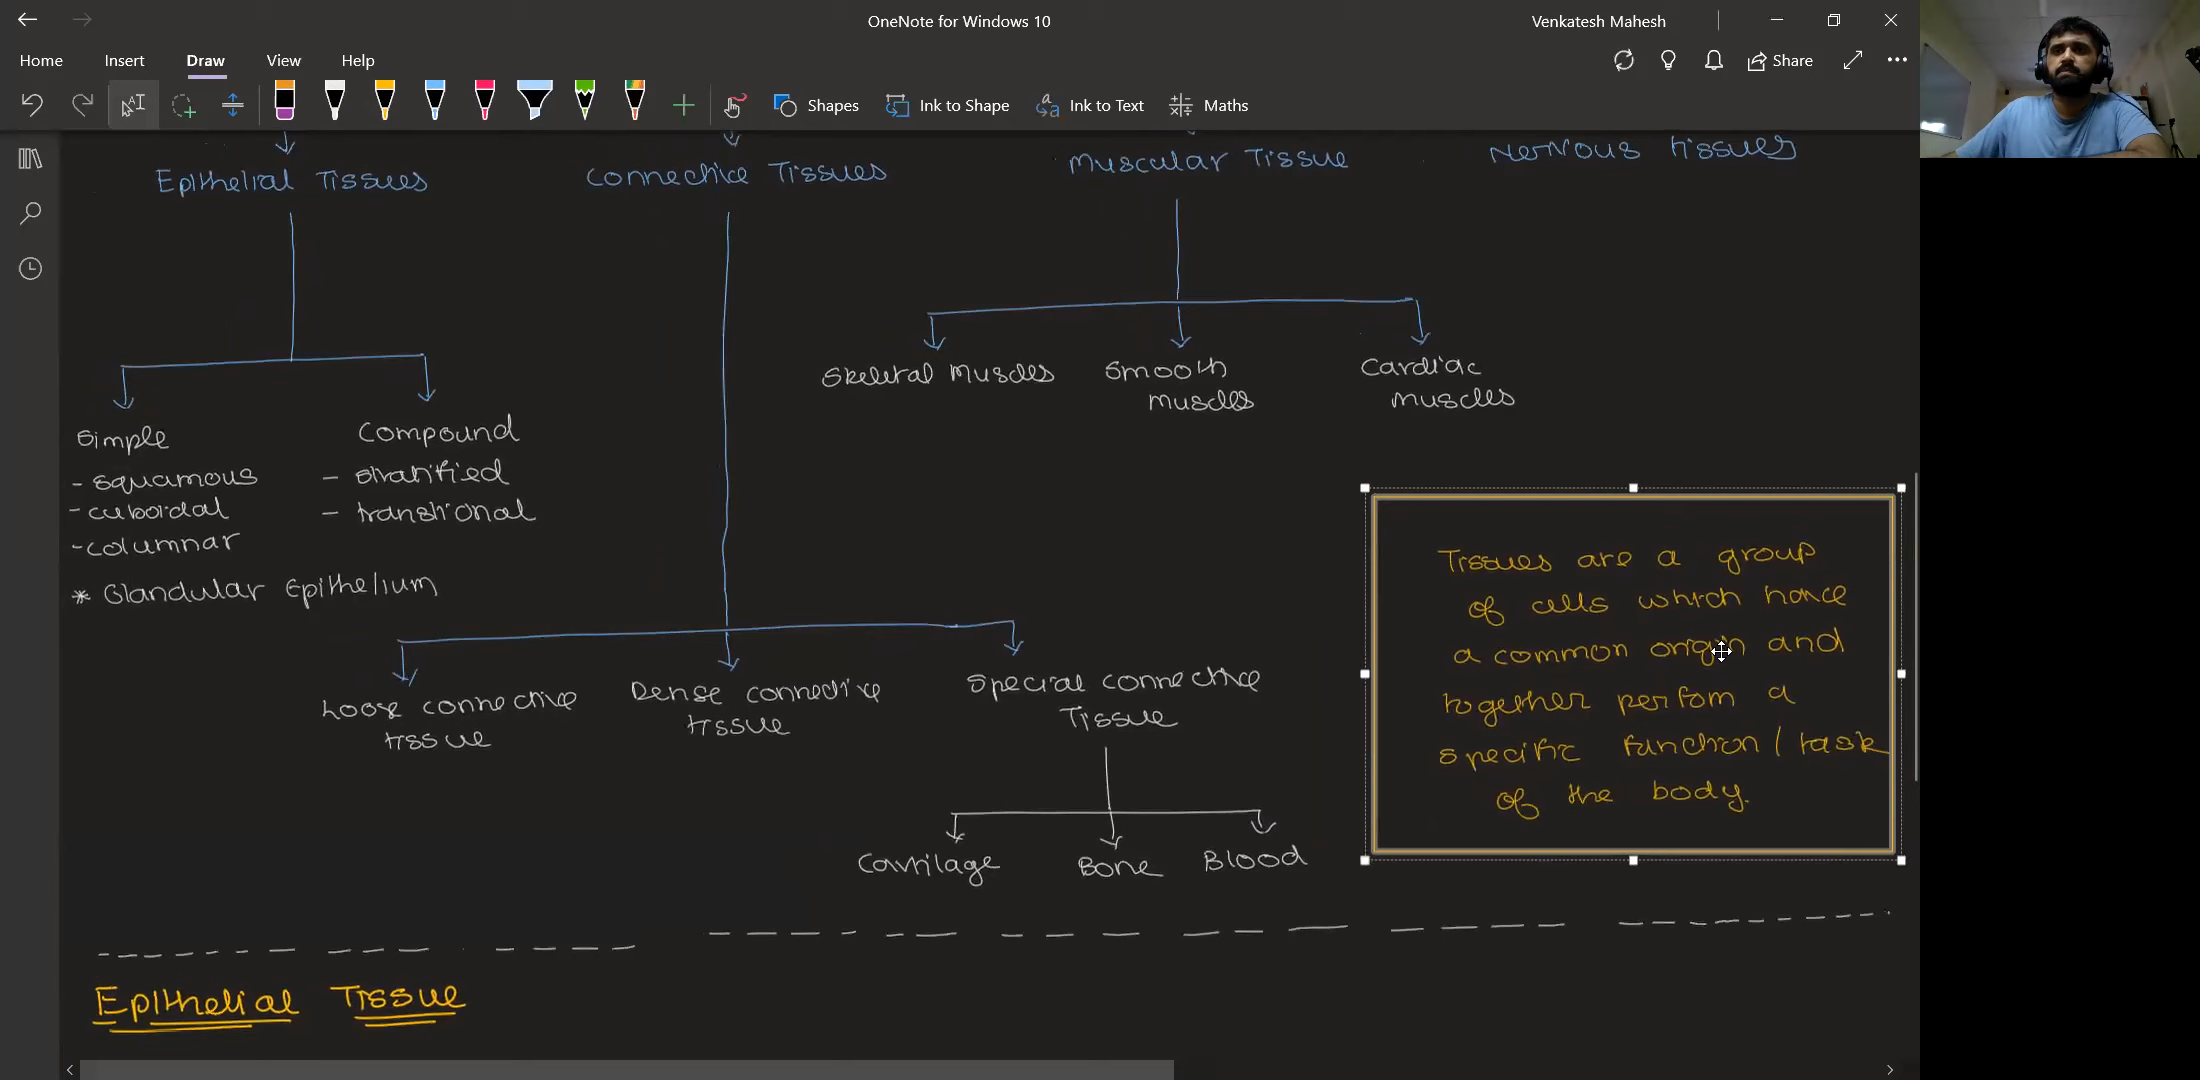 OneNote for Windows 10
Venkatesh Mahesh
Home Insert Draw View Help
Share
Shapes Ink to Shape Ink to Text Maths
Epithelial Tissues
Connective Tissues
Muscular Tissue
Nervous Tissues
Skeletal Muscles
Smooth
muscles
Cardiac
Muscles
Simple
- squamous
- cuboidal
- columnar
* Glandular Epithelium
Compound
- stratified
- transitional
Loose connective
tissue
Dense connective
tissue
Special connective
Tissue
Cartilage
Bone
Blood
Tissues are a group
of cells which have
a common origin and
together perfom a
specific function / task
of the body.
Epithelial Tissue